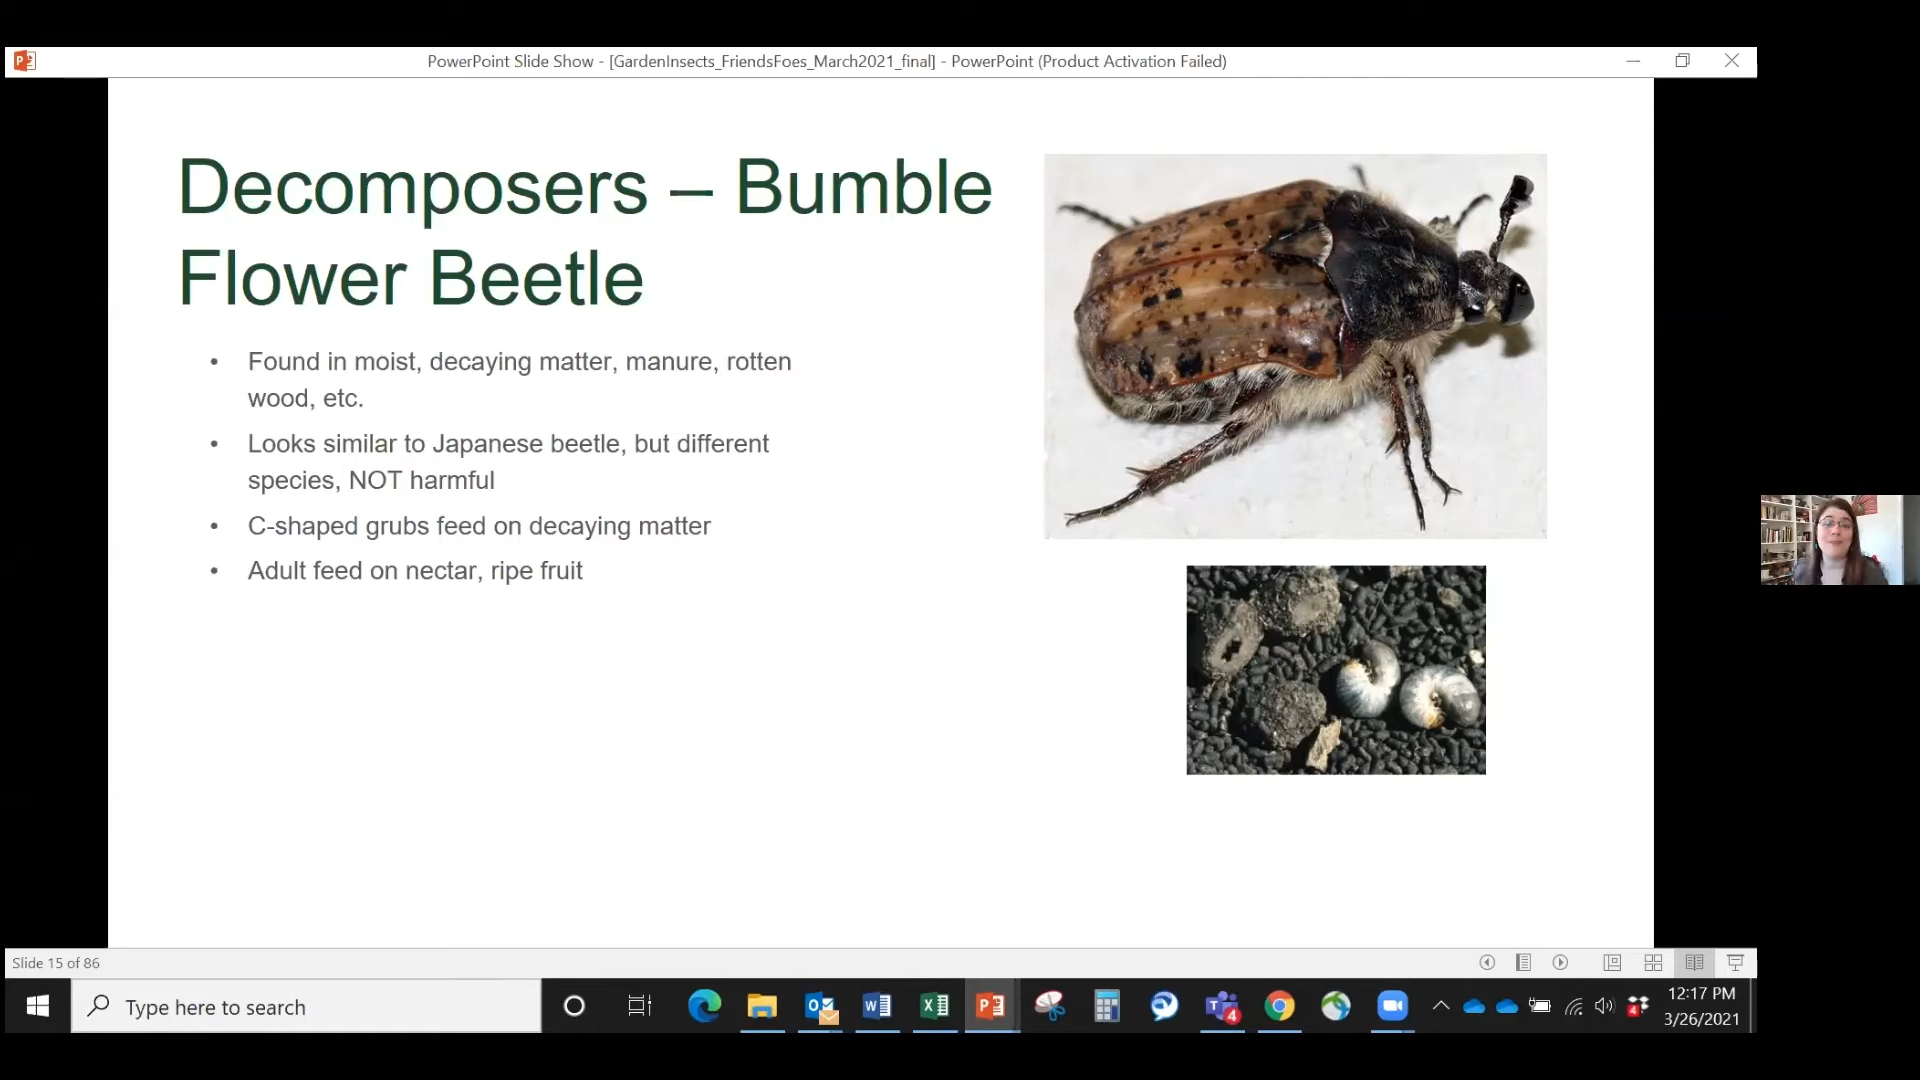 PowerPoint Slide Show - [GardenInsects_FriendsFoes_March2021_final] - PowerPoint (Product Activation Failed)
Decomposers – Bumble
Flower Beetle
• Found in moist, decaying matter, manure, rotten
wood, etc.
• Looks similar to Japanese beetle, but different
species, NOT harmful
• C-shaped grubs feed on decaying matter
• Adult feed on nectar, ripe fruit
Slide 15 of 86
Type here to search
4
4
12:17 PM
3/26/2021